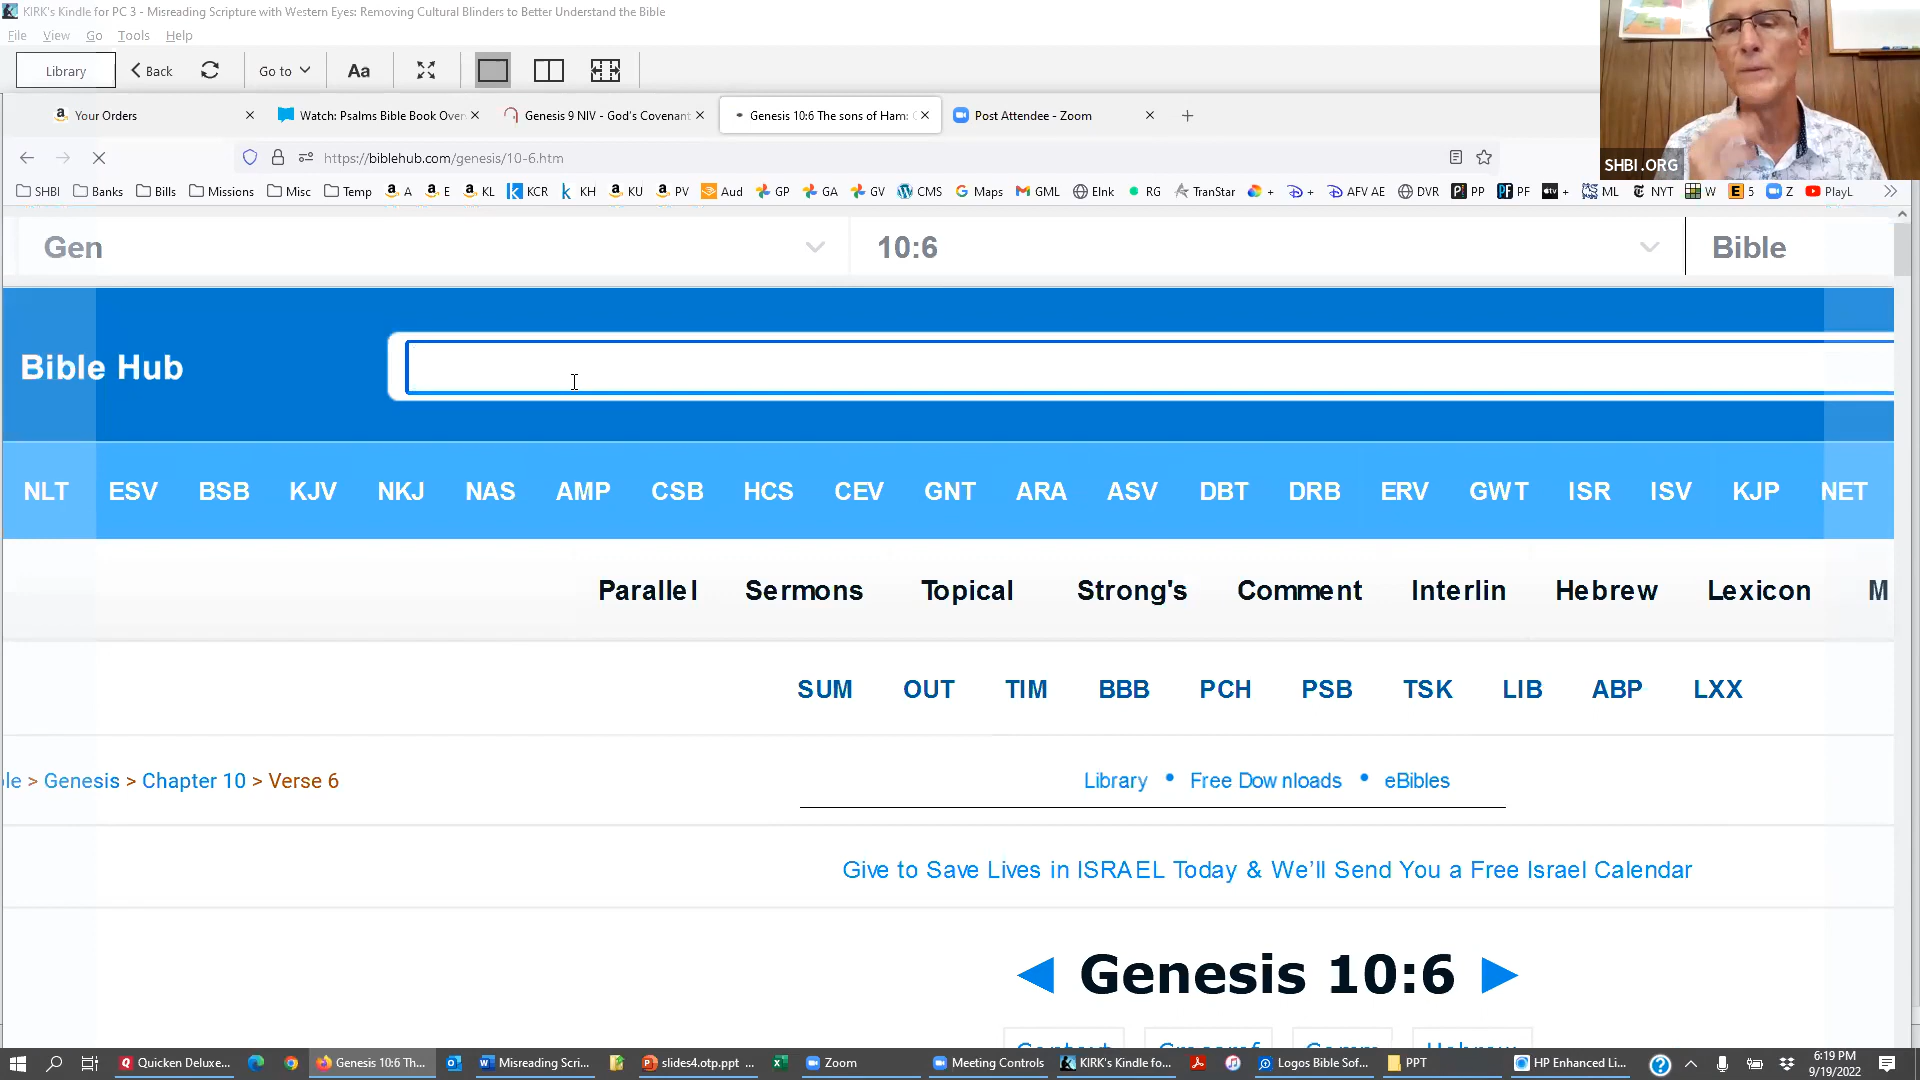 KIRK's Kindle for PC 3 - Misreading Scripture with Western Eyes: Removing Cultural Blinders to Better Understand the Bible
File View Go Tools Help
Library Back Go to Aa
Your Orders Watch: Psalms Bible Book Over Genesis 9 NIV - God's Covenant Genesis 10:6 The sons of Ham: Post Attendee - Zoom
https://biblehub.com/genesis/10-6.htm
SHBI.ORG
SHBI Banks Bills Missions Misc Temp A E KL KCR KH KU PV Aud GP GA GV CMS Maps GML EInk RG TranStar + + AFV AE DVR PP PF + ML NYT W 5 Z PlayL
Gen 10:6 Bible
Bible Hub
NLT ESV BSB KJV NKJ NAS AMP CSB HCS CEV GNT ARA ASV DBT DRB ERV GWT ISR ISV KJP NET
Parallel Sermons Topical Strong's Comment Interlin Hebrew Lexicon M
SUM OUT TIM BBB PCH PSB TSK LIB ABP LXX
le > Genesis > Chapter 10 > Verse 6
Library • Free Dow nloads • eBibles
Give to Save Lives in ISRAEL Today & We'll Send You a Free Israel Calendar
Genesis 10:6
Quicken Deluxe... Genesis 10:6 Th... Misreading Scri... slides4.otp.ppt ... Zoom Meeting Controls KIRK's Kindle fo... Logos Bible Sof... PPT HP Enhanced Li...
6:19 PM
9/19/2022